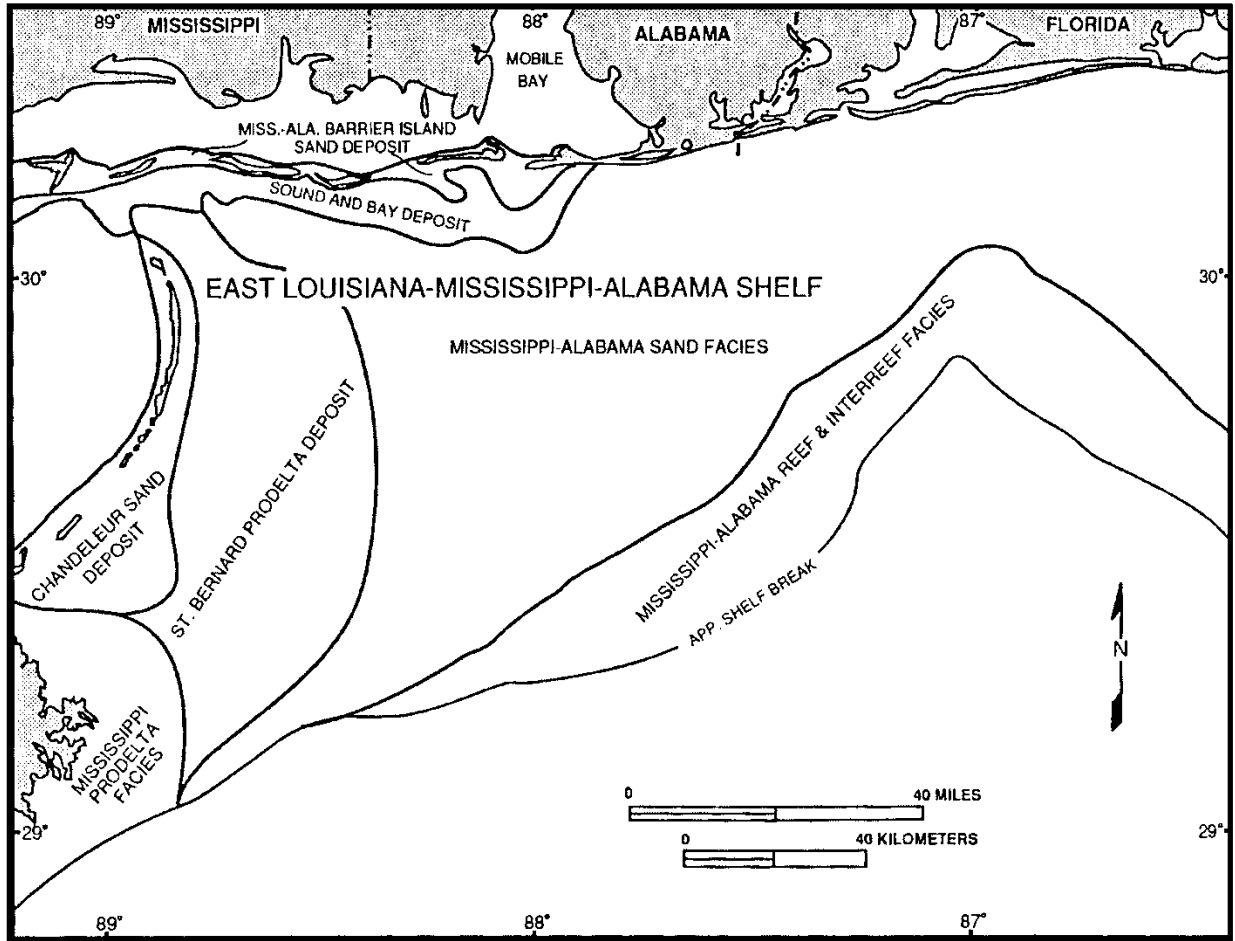 89°
MISSISSIPPI
88°
ALABAMA
87°
FLORIDA
MOBILE
BAY
MISS.-ALA. BARRIER ISLAND
SAND DEPOSIT
SOUND AND BAY DEPOSIT
30°
EAST LOUISIANA-MISSISSIPPI-ALABAMA SHELF
30°
MISSISSIPPI-ALABAMA SAND FACIES
MISSISSIPPI-ALABAMA REEF & INTERREEF FACIES
ST. BERNARD PRODELTA DEPOSIT
CHANDELEUR SAND
DEPOSIT
APP. SHELF BREAK
N
MISSISSIPPI
PRODELTA
FACIES
0
40 MILES
29°
29°
0
40 KILOMETERS
89°
88°
87°